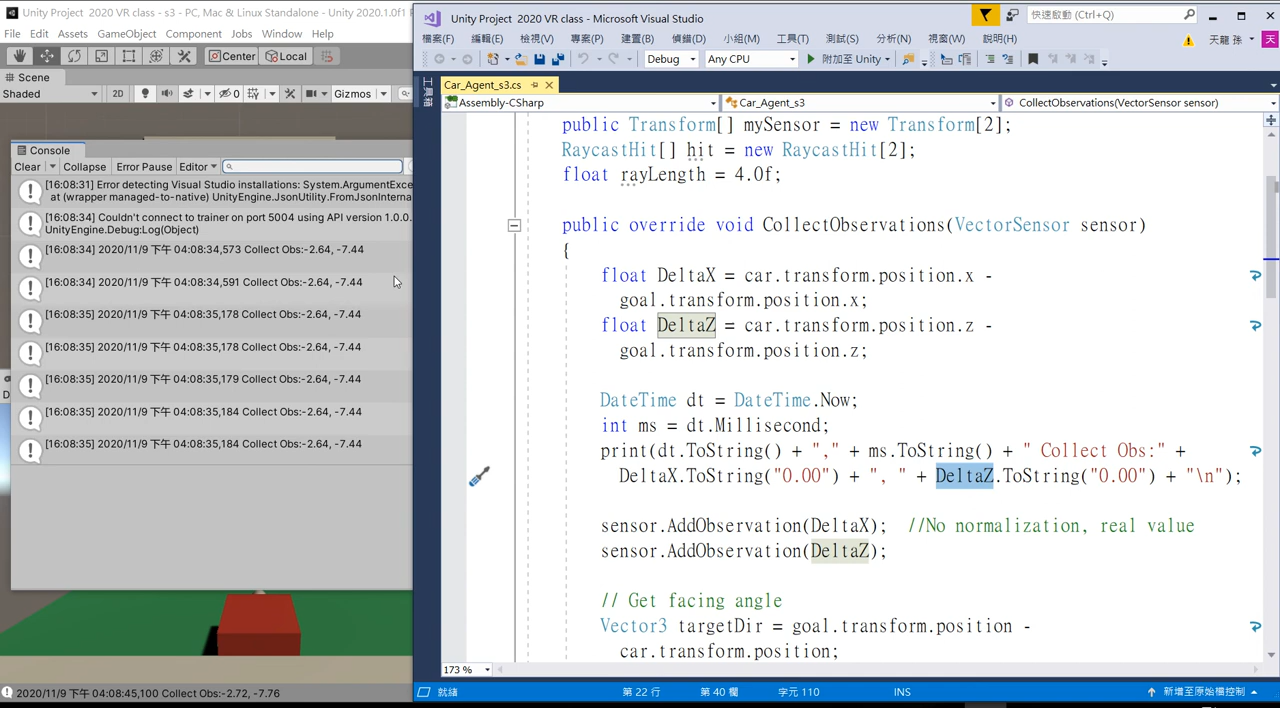 2020 VR class - s3 - PC, Mac & Linux Standalone - Unity 2020.1.0f1
File Edit Assets GameObject Component Jobs Window Help
Center Local
Scene
Shaded 2D 0 Gizmos
Console
Clear Collapse Error Pause Editor
[16:08:31] Error detecting Visual Studio installations: System.ArgumentExce
at (wrapper managed-to-native) UnityEngine.JsonUtility.FromJsonInterna
[16:08:34] Couldn't connect to trainer on port 5004 using API version 1.0.0.
UnityEngine.Debug:Log(Object)
[16:08:34] 2020/11/9 下午 04:08:34,573 Collect Obs:-2.64, -7.44
[16:08:34] 2020/11/9 下午 04:08:34,591 Collect Obs:-2.64, -7.44
[16:08:35] 2020/11/9 下午 04:08:35,178 Collect Obs:-2.64, -7.44
[16:08:35] 2020/11/9 下午 04:08:35,178 Collect Obs:-2.64, -7.44
[16:08:35] 2020/11/9 下午 04:08:35,179 Collect Obs:-2.64, -7.44
[16:08:35] 2020/11/9 下午 04:08:35,184 Collect Obs:-2.64, -7.44
[16:08:35] 2020/11/9 下午 04:08:35,184 Collect Obs:-2.64, -7.44
2020/11/9 下午 04:08:45,100 Collect Obs:-2.72, -7.76
Unity Project 2020 VR class - Microsoft Visual Studio
快速啟動 (Ctrl+Q)
檔案(F) 編輯(E) 檢視(V) 專案(P) 建置(B) 偵錯(D) 小組(M) 工具(T) 測試(S) 分析(N) 視窗(W) 說明(H)
天龍 孫 天
Debug Any CPU 附加至 Unity
工具箱
Car_Agent_s3.cs
Assembly-CSharp Car_Agent_s3 CollectObservations(VectorSensor sensor)
public Transform[] mySensor = new Transform[2];
RaycastHit[] hit = new RaycastHit[2];
float rayLength = 4.0f;
public override void CollectObservations(VectorSensor sensor)
{
float DeltaX = car.transform.position.x -
goal.transform.position.x;
float DeltaZ = car.transform.position.z -
goal.transform.position.z;
DateTime dt = DateTime.Now;
int ms = dt.Millisecond;
print(dt.ToString() + "," + ms.ToString() + " Collect Obs:" +
DeltaX.ToString("0.00") + ", " + DeltaZ.ToString("0.00") + "\n");
sensor.AddObservation(DeltaX); //No normalization, real value
sensor.AddObservation(DeltaZ);
// Get facing angle
Vector3 targetDir = goal.transform.position -
car.transform.position;
173 %
就緒 第 22 行 第 40 欄 字元 110 INS 新增至原始檔控制